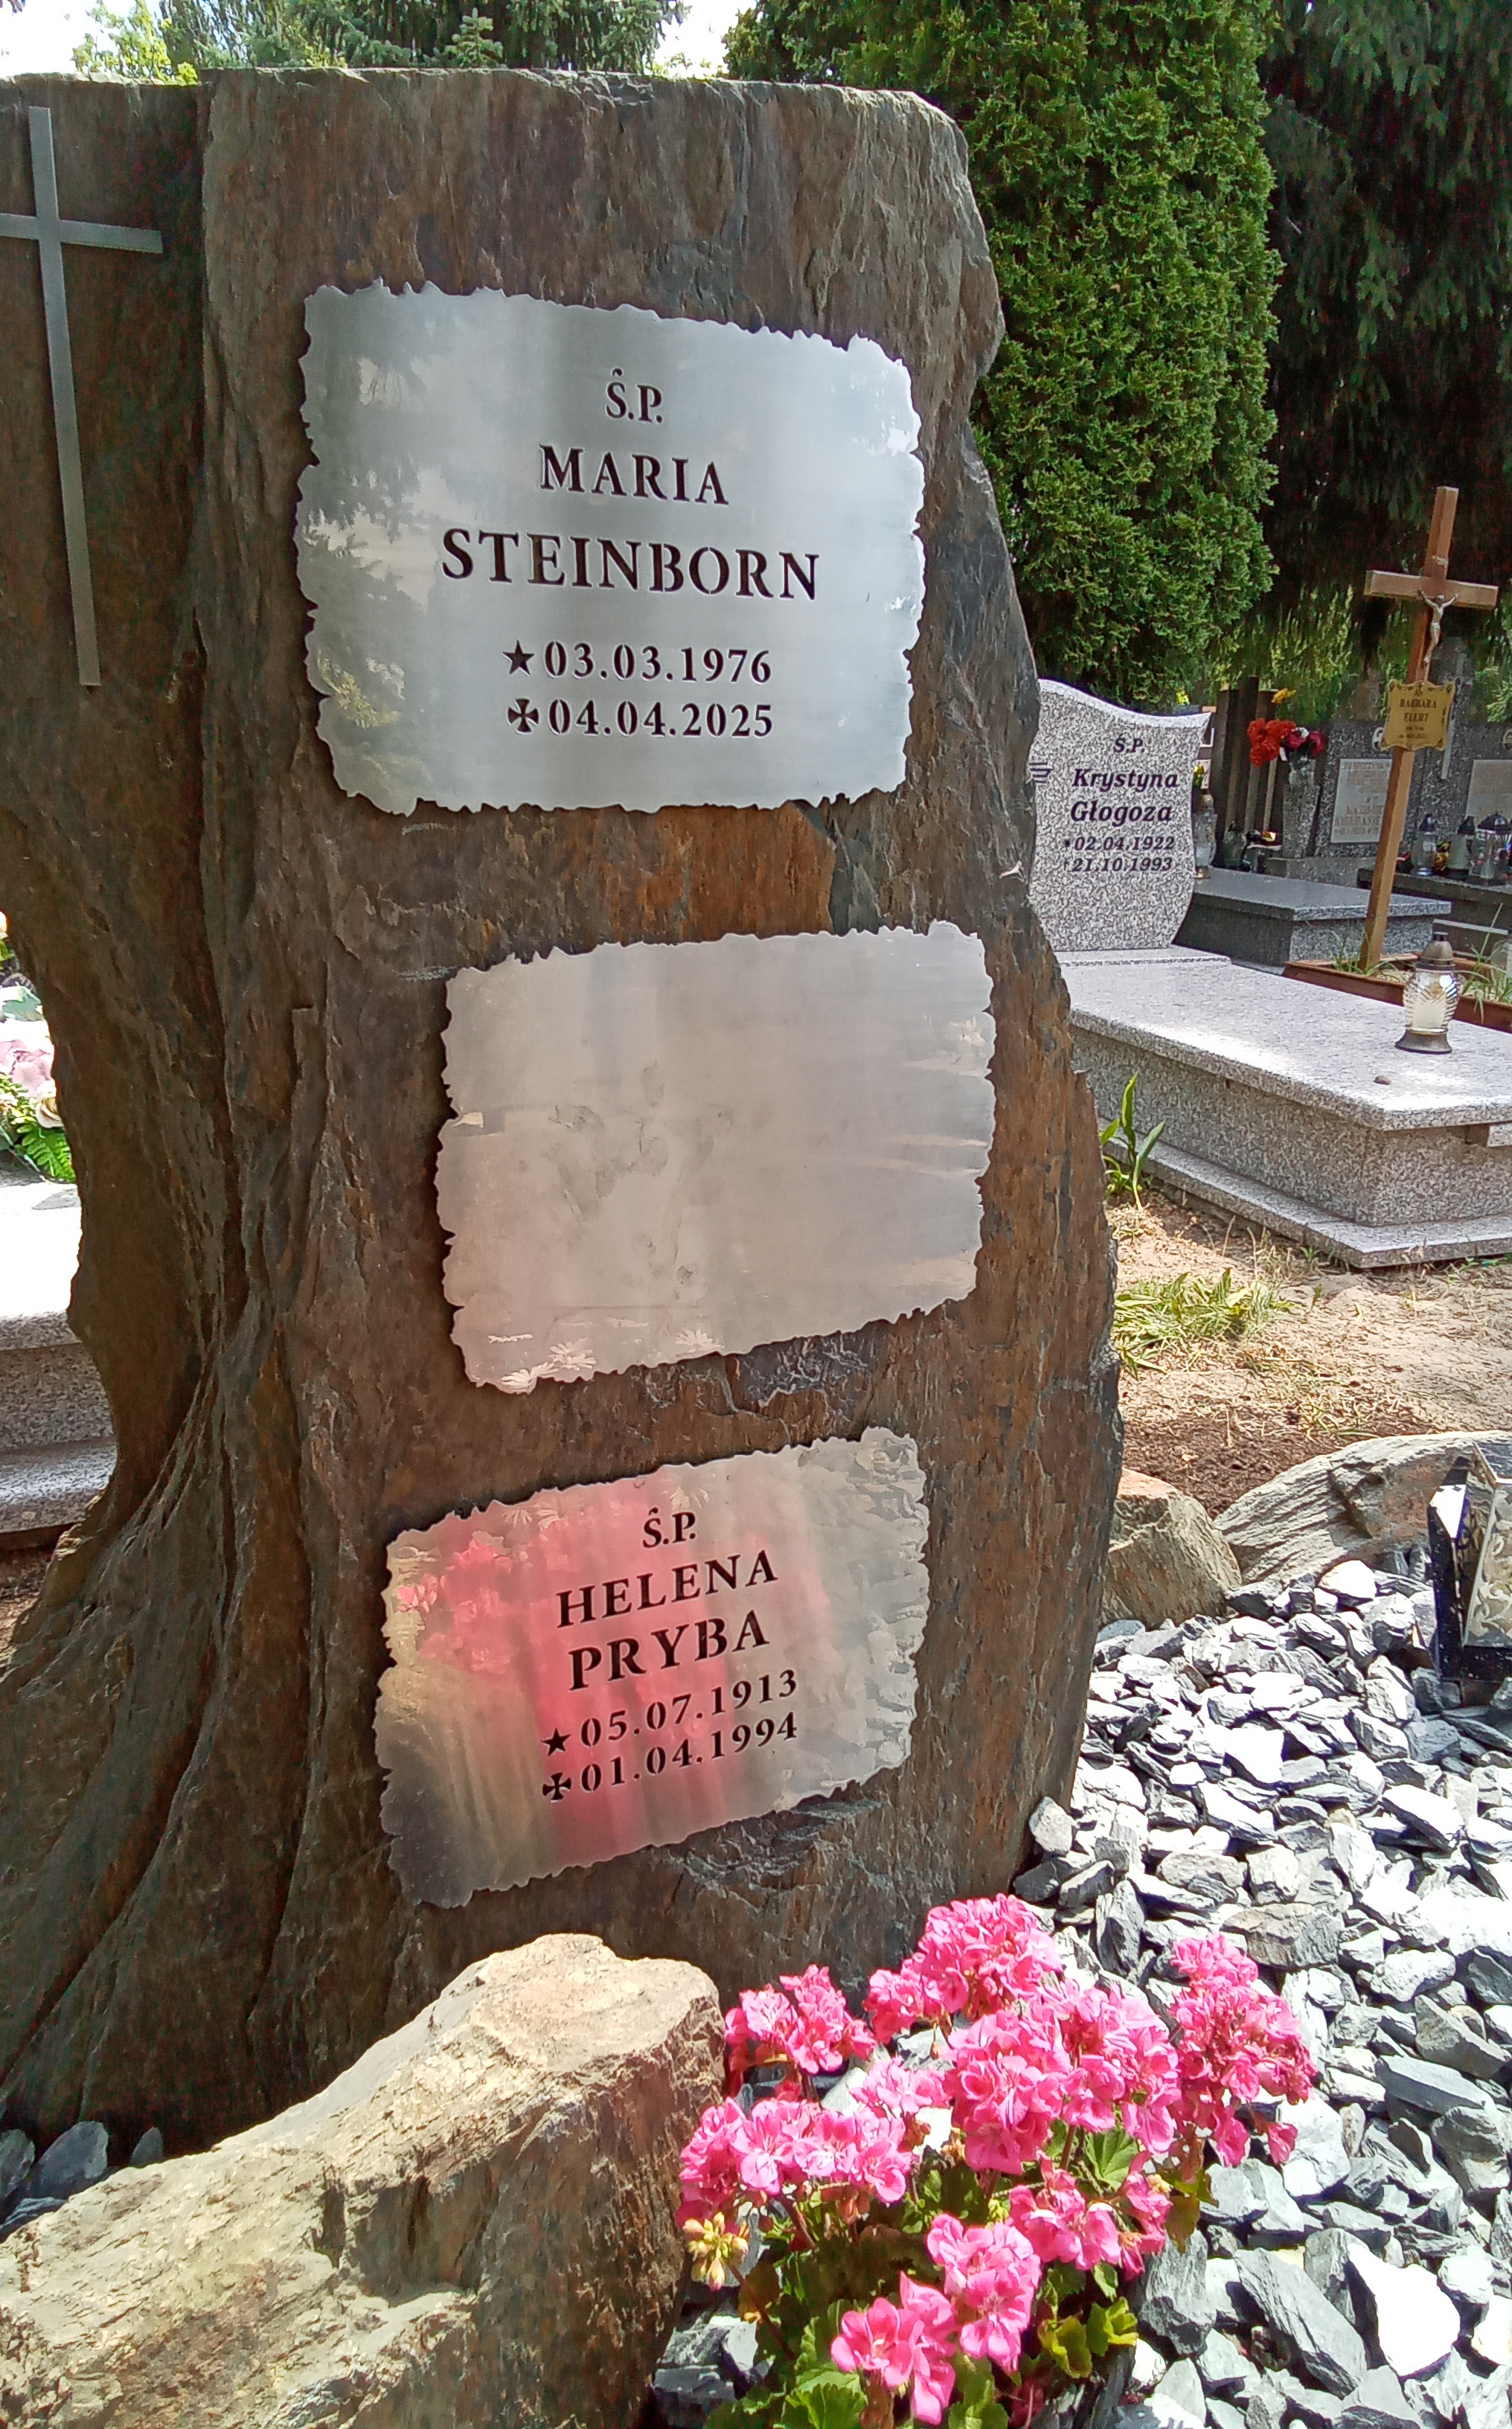 Ś.P.
MARIA
STEINBORN
★03.03.1976
✠04.04.2025
Ś.P.
HELENA
PRYBA
★05.07.1913
✠01.04.1994
Ś.P.
Krystyna
Głogoza
*02.04.1922
†21.10.1993
BARBARA